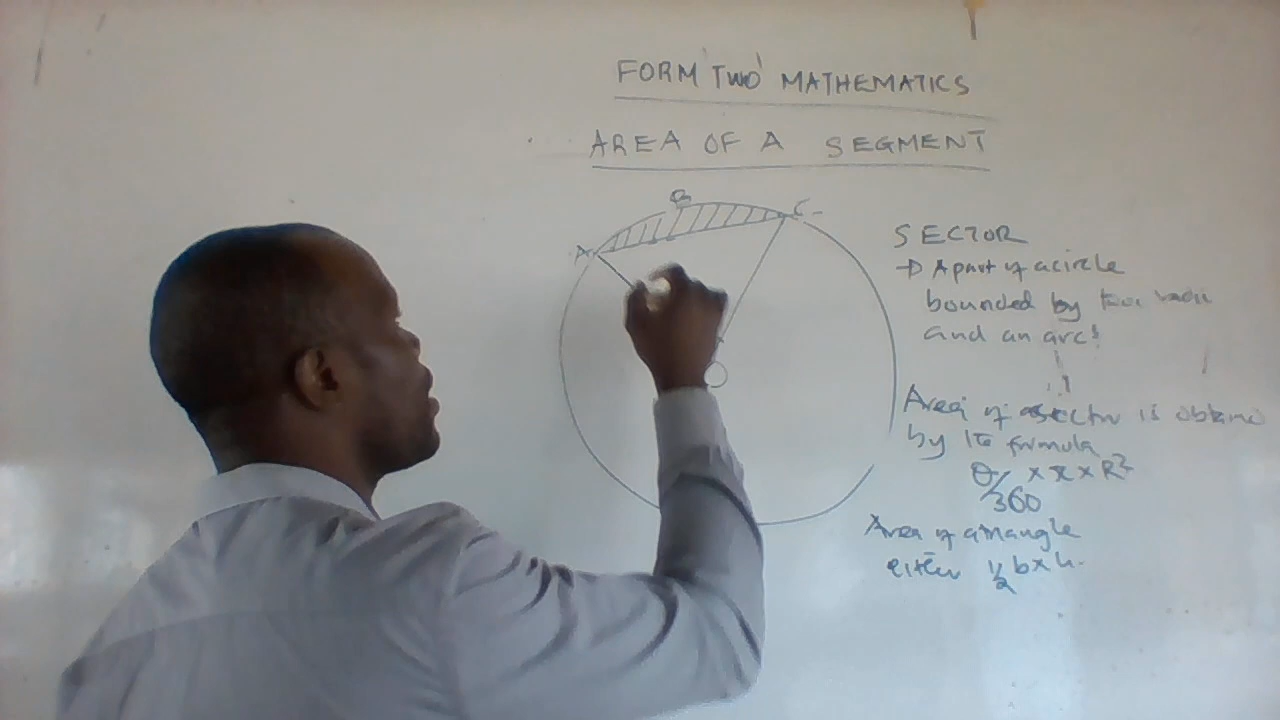 FORM 'TWO' MATHEMATICS
AREA OF A SEGMENT
B
C
A
SECTOR
→ A part of a circle
bounded by two radii
and an arc!
Area of a sector is obtained
by the formula
θ/360 × π × R²
Area of a triangle
either ½ b×h.